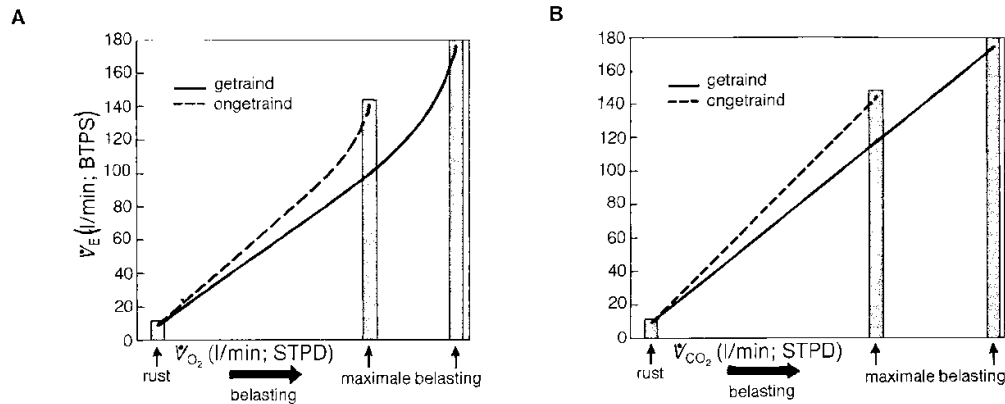 A
180
160
140
120
100
80
60
40
20
0
V̇E (l/min; BTPS)
getraind
ongetraind
V̇O2 (l/min; STPD)
rust
belasting
maximale belasting
B
180
160
140
120
100
80
60
40
20
0
getraind
ongetraind
V̇CO2 (l/min; STPD)
rust
belasting
maximale belasting